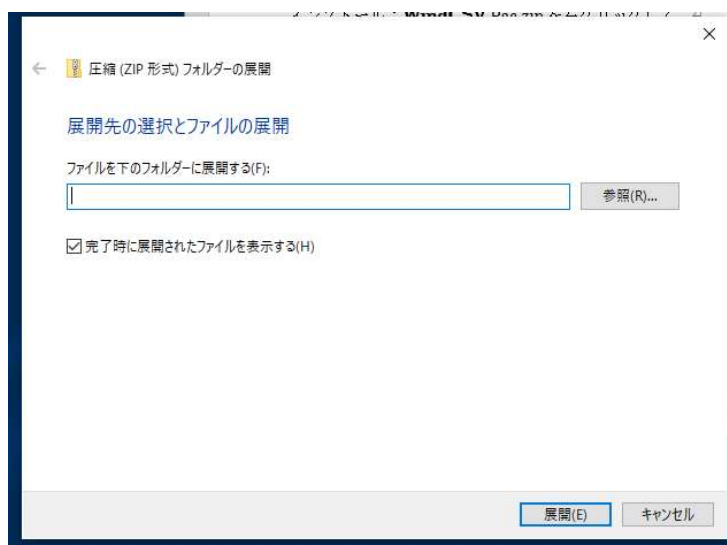 圧縮 (ZIP 形式) フォルダーの展開
展開先の選択とファイルの展開
ファイルを下のフォルダーに展開する(F):
参照(R)...
完了時に展開されたファイルを表示する(H)
展開(E)
キャンセル